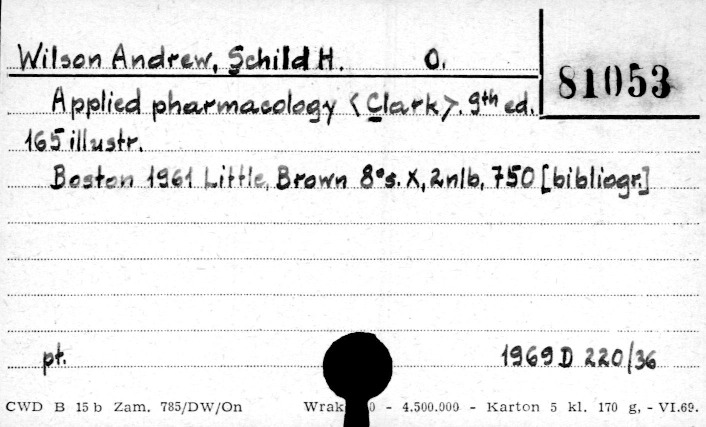 Wilson Andrew, Schild H. O.
81053
Applied pharmacology <Clark>. 9th ed.
165 illustr.
Boston 1961 Little, Brown 8°s. X, 2nlb, 750 [bibliogr.]
pt. 1969 D 220/36
CWD B 15 b Zam. 785/DW/On - 4.500.000 - Karton 5 kl. 170 g, - VI.69.